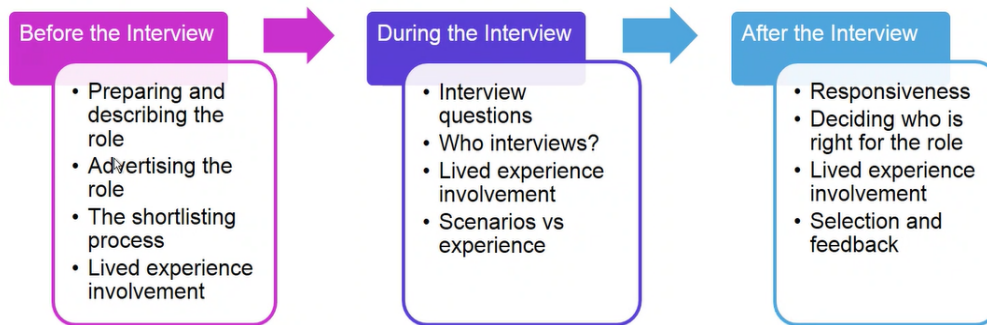 Before the Interview
• Preparing and
describing the
role
• Advertising the
role
• The shortlisting
process
• Lived experience
involvement
During the Interview
• Interview
questions
• Who interviews?
• Lived experience
involvement
• Scenarios vs
experience
After the Interview
• Responsiveness
• Deciding who is
right for the role
• Lived experience
involvement
• Selection and
feedback